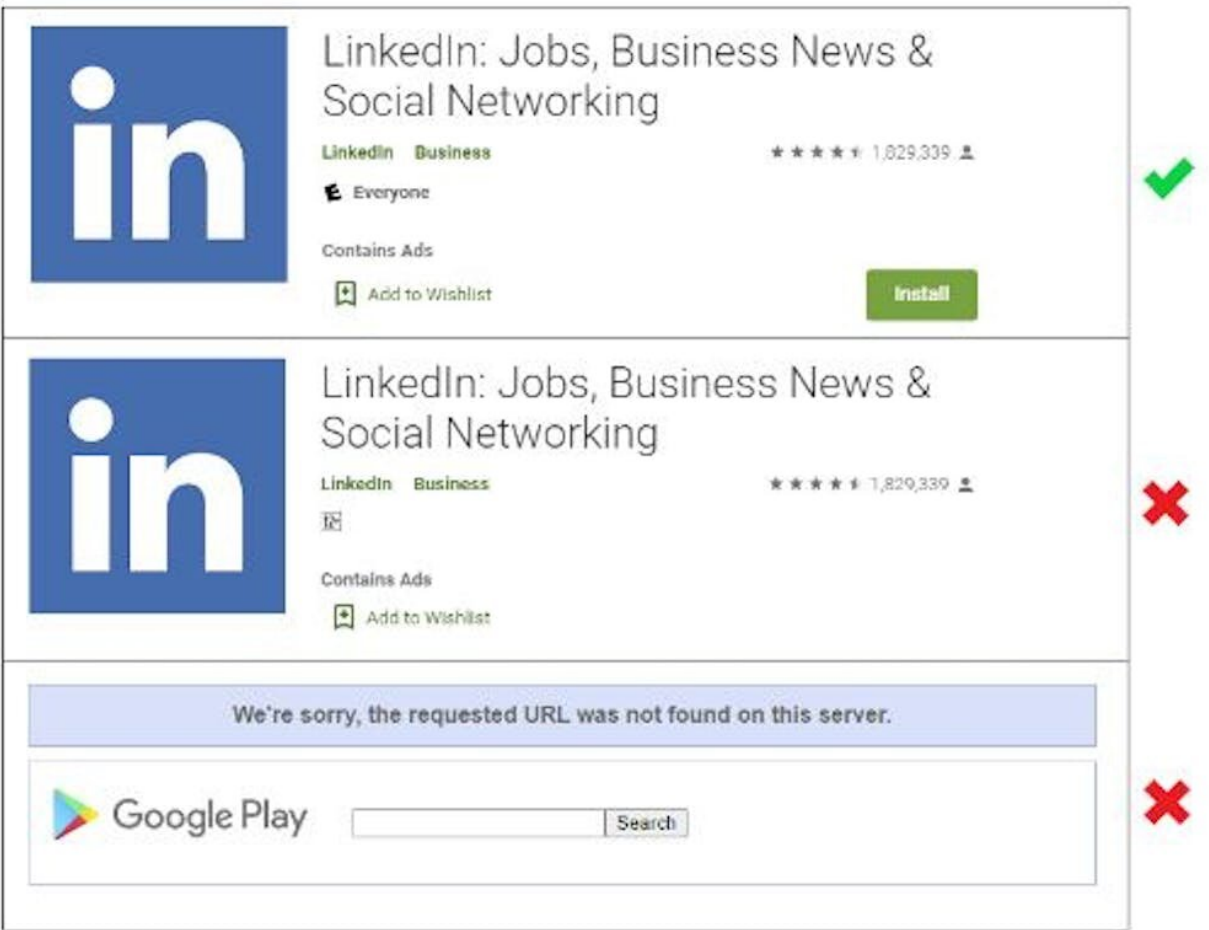 in
LinkedIn: Jobs, Business News &
Social Networking
LinkedIn Business
1,829,339
E Everyone
Contains Ads
Add to Wishlist
Install
in
LinkedIn: Jobs, Business News &
Social Networking
LinkedIn Business
1,829,339
Contains Ads
Add to Wishlist
We're sorry, the requested URL was not found on this server.
Google Play
Search